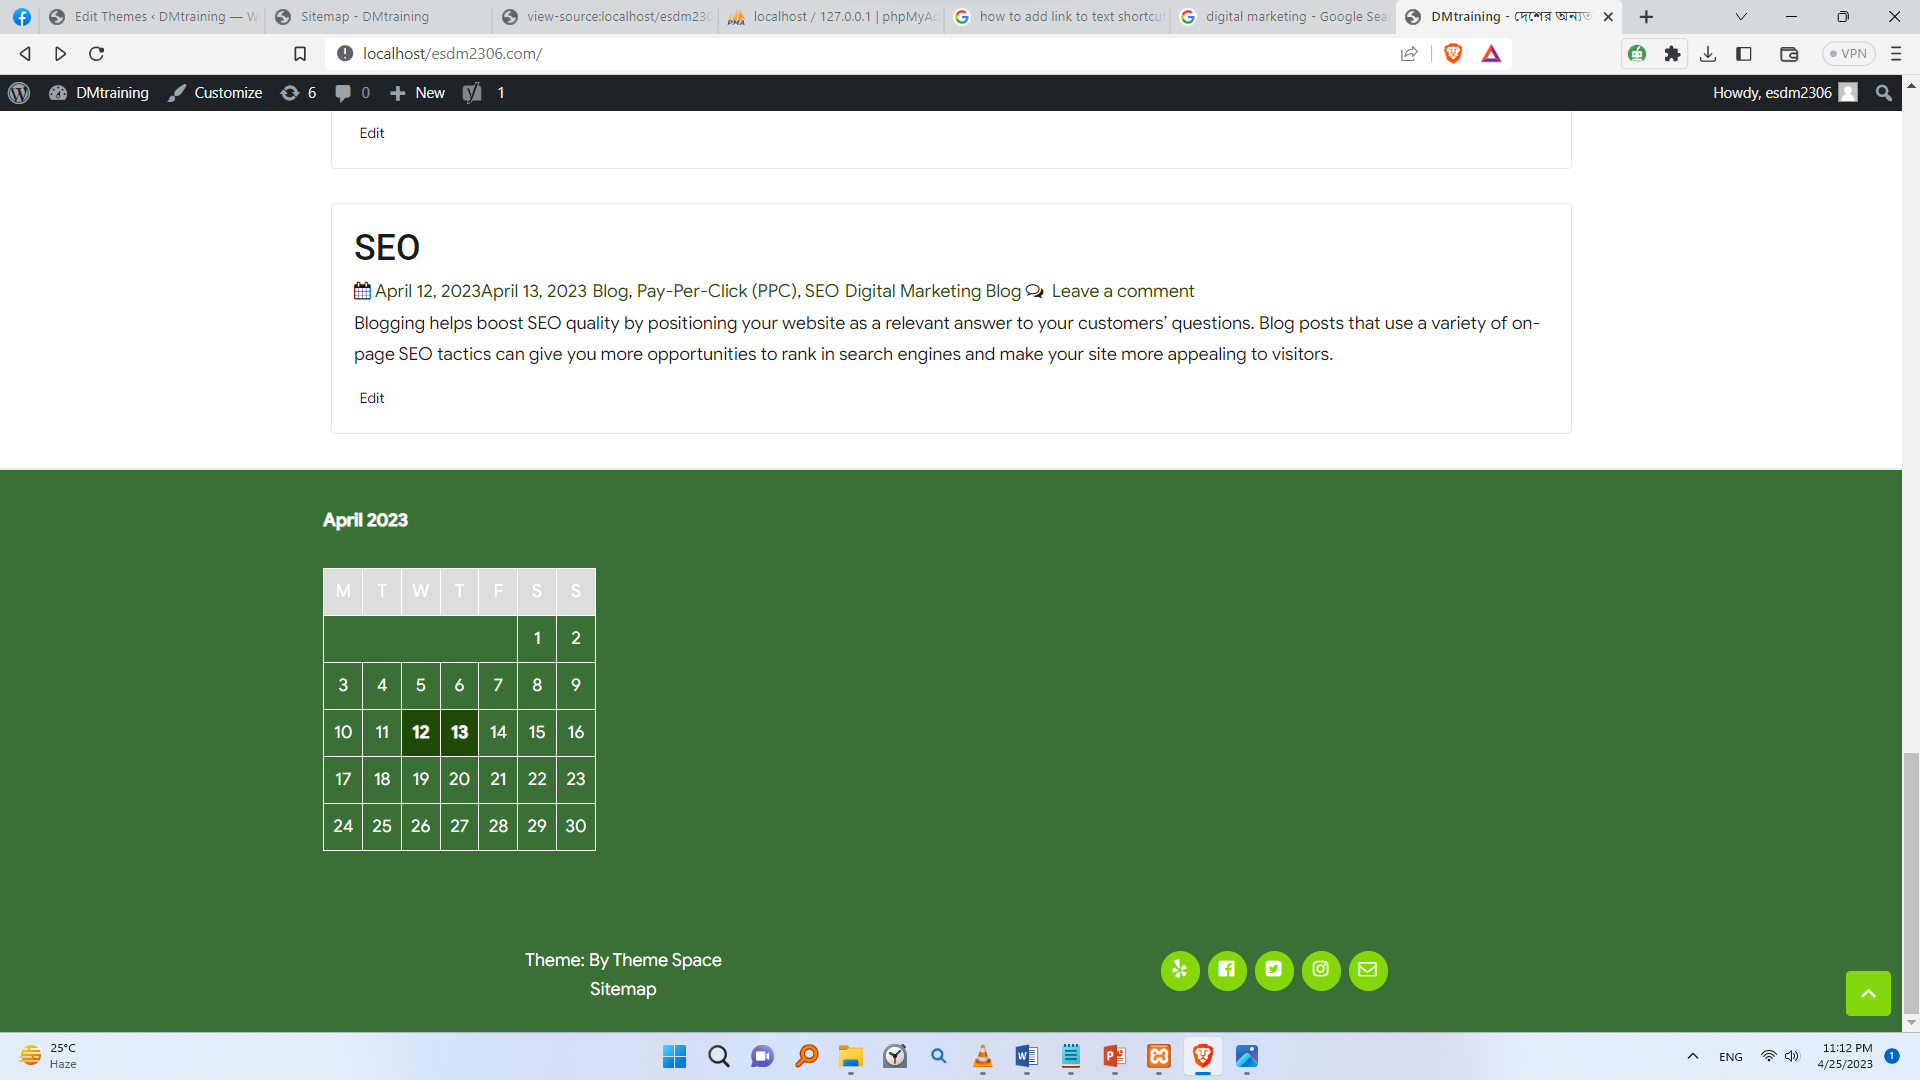 Edit Themes ‹ DMtraining — W
Sitemap - DMtraining
view-source:localhost/esdm230
localhost / 127.0.0.1 | phpMyAd
how to add link to text shortcut
digital marketing - Google Sear
DMtraining - দেশের অন্যত
localhost/esdm2306.com/
VPN
DMtraining
Customize
6
0
New
1
Howdy, esdm2306
Edit
SEO
April 12, 2023April 13, 2023 Blog, Pay-Per-Click (PPC), SEO Digital Marketing Blog Leave a comment
Blogging helps boost SEO quality by positioning your website as a relevant answer to your customers’ questions. Blog posts that use a variety of on-
page SEO tactics can give you more opportunities to rank in search engines and make your site more appealing to visitors.
Edit
April 2023
M T W T F S S
1 2
3 4 5 6 7 8 9
10 11 12 13 14 15 16
17 18 19 20 21 22 23
24 25 26 27 28 29 30
Theme: By Theme Space
Sitemap
25°C
Haze
ENG
11:12 PM
4/25/2023
1